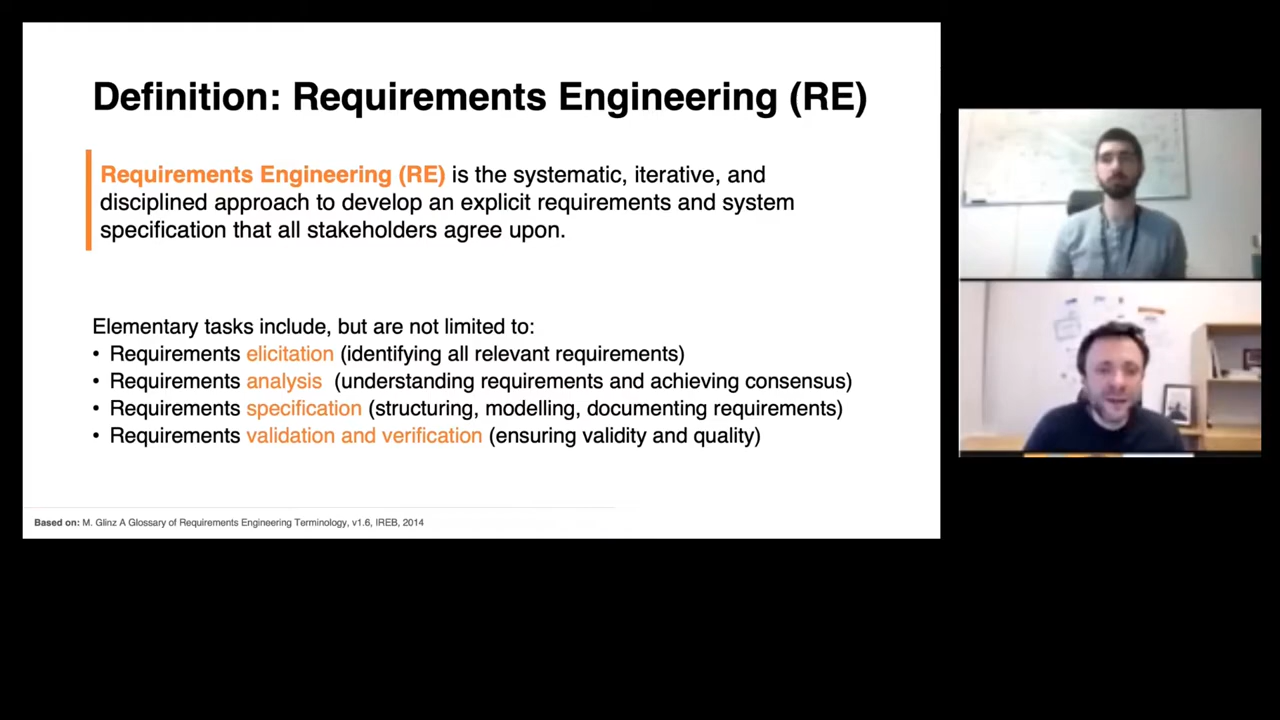 Definition: Requirements Engineering (RE)
Requirements Engineering (RE) is the systematic, iterative, and
disciplined approach to develop an explicit requirements and system
specification that all stakeholders agree upon.
Elementary tasks include, but are not limited to:
• Requirements elicitation (identifying all relevant requirements)
• Requirements analysis (understanding requirements and achieving consensus)
• Requirements specification (structuring, modelling, documenting requirements)
• Requirements validation and verification (ensuring validity and quality)
Based on: M. Glinz A Glossary of Requirements Engineering Terminology, v1.6, IREB, 2014